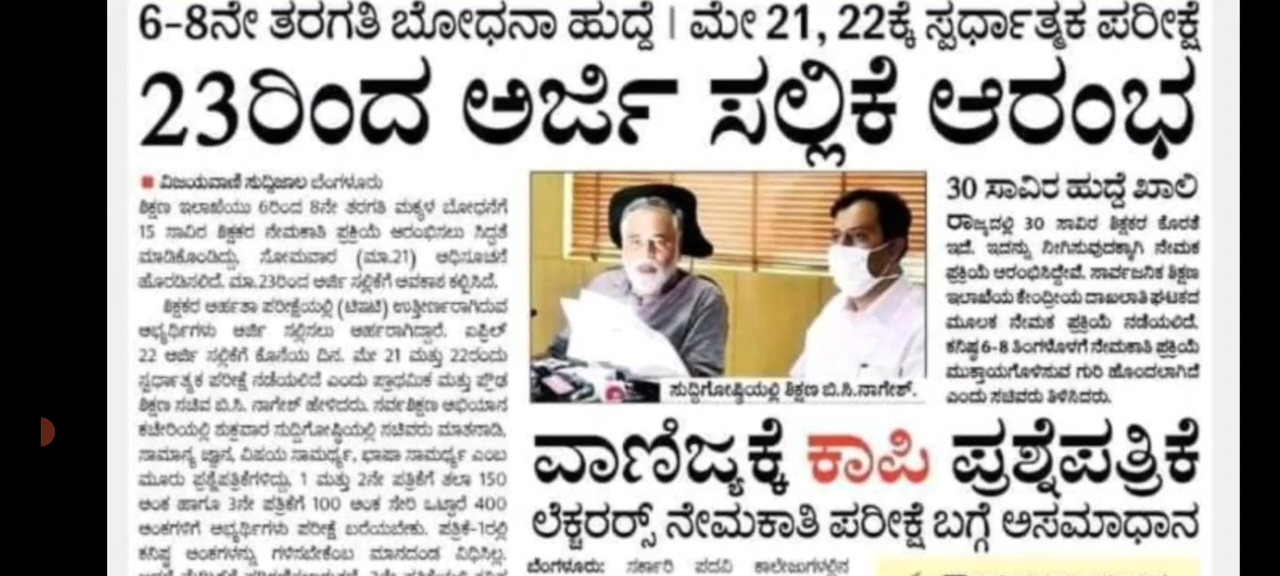 6-8ನೇ ತರಗತಿ ಬೋಧನಾ ಹುದ್ದೆ | ಮೇ 21, 22ಕ್ಕೆ ಸ್ಪರ್ಧಾತ್ಮಕ ಪರೀಕ್ಷೆ
23ರಿಂದ ಅರ್ಜಿ ಸಲ್ಲಿಕೆ ಆರಂಭ
ವಿಜಯವಾಣಿ ಸುದ್ದಿಜಾಲ ಬೆಂಗಳೂರು
ಶಿಕ್ಷಣ ಇಲಾಖೆಯು 6ರಿಂದ 8ನೇ ತರಗತಿ ಮಕ್ಕಳ ಬೋಧನೆಗೆ
15 ಸಾವಿರ ಶಿಕ್ಷಕರ ನೇಮಕಾತಿ ಪ್ರಕ್ರಿಯೆ ಆರಂಭಿಸಲು ಸಿದ್ಧತೆ
ಮಾಡಿಕೊಂಡಿದ್ದು, ಸೋಮವಾರ (ಮಾ.21) ಅಧಿಸೂಚನೆ
ಹೊರಡಿಸಲಿದೆ. ಮಾ.23ರಿಂದ ಅರ್ಜಿ ಸಲ್ಲಿಕೆಗೆ ಅವಕಾಶ ಕಲ್ಪಿಸಿದೆ.
ಶಿಕ್ಷಕರ ಅರ್ಹತಾ ಪರೀಕ್ಷೆಯಲ್ಲಿ (ಟಿಇಟಿ) ಉತ್ತೀರ್ಣರಾಗಿರುವ
ಅಭ್ಯರ್ಥಿಗಳು ಅರ್ಜಿ ಸಲ್ಲಿಸಲು ಅರ್ಹರಾಗಿದ್ದಾರೆ. ಏಪ್ರಿಲ್
22 ಅರ್ಜಿ ಸಲ್ಲಿಕೆಗೆ ಕೊನೆಯ ದಿನ. ಮೇ 21 ಮತ್ತು 22ರಂದು
ಸ್ಪರ್ಧಾತ್ಮಕ ಪರೀಕ್ಷೆ ನಡೆಯಲಿದೆ ಎಂದು ಪ್ರಾಥಮಿಕ ಮತ್ತು ಪ್ರೌಢ
ಶಿಕ್ಷಣ ಸಚಿವ ಬಿ.ಸಿ. ನಾಗೇಶ್ ಹೇಳಿದರು. ಸರ್ವಶಿಕ್ಷಣ ಅಭಿಯಾನ
ಕಚೇರಿಯಲ್ಲಿ ಶುಕ್ರವಾರ ಸುದ್ದಿಗೋಷ್ಠಿಯಲ್ಲಿ ಸಚಿವರು ಮಾತನಾಡಿ,
ಸಾಮಾನ್ಯ ಜ್ಞಾನ, ವಿಷಯ ಸಾಮರ್ಥ್ಯ, ಭಾಷಾ ಸಾಮರ್ಥ್ಯ ಎಂಬ
ಮೂರು ಪ್ರಶ್ನೆಪತ್ರಿಕೆಗಳಿದ್ದು, 1 ಮತ್ತು 2ನೇ ಪತ್ರಿಕೆಗೆ ತಲಾ 150
ಅಂಕ ಹಾಗೂ 3ನೇ ಪತ್ರಿಕೆಗೆ 100 ಅಂಕ ಸೇರಿ ಒಟ್ಟಾರೆ 400
ಅಂಕಗಳಿಗೆ ಅಭ್ಯರ್ಥಿಗಳು ಪರೀಕ್ಷೆ ಬರೆಯಬೇಕು. ಪತ್ರಿಕೆ-1ರಲ್ಲಿ
ಕನಿಷ್ಠ ಅಂಕಗಳನ್ನು ಗಳಿಸಬೇಕೆಂಬ ಮಾನದಂಡ ವಿಧಿಸಿಲ್ಲ.
ಸುದ್ದಿಗೋಷ್ಠಿಯಲ್ಲಿ ಶಿಕ್ಷಣ ಬಿ.ಸಿ.ನಾಗೇಶ್.
30 ಸಾವಿರ ಹುದ್ದೆ ಖಾಲಿ
ರಾಜ್ಯದಲ್ಲಿ 30 ಸಾವಿರ ಶಿಕ್ಷಕರ ಕೊರತೆ
ಇದೆ. ಇದನ್ನು ನೀಗಿಸುವುದಕ್ಕಾಗಿ ನೇಮಕ
ಪ್ರಕ್ರಿಯೆ ಆರಂಭಿಸಿದ್ದೇವೆ. ಸಾರ್ವಜನಿಕ ಶಿಕ್ಷಣ
ಇಲಾಖೆಯ ಕೇಂದ್ರೀಯ ದಾಖಲಾತಿ ಘಟಕದ
ಮೂಲಕ ನೇಮಕ ಪ್ರಕ್ರಿಯೆ ನಡೆಯಲಿದೆ.
ಕನಿಷ್ಠ 6-8 ತಿಂಗಳೊಳಗೆ ನೇಮಕಾತಿ ಪ್ರಕ್ರಿಯೆ
ಮುಕ್ತಾಯಗೊಳಿಸುವ ಗುರಿ ಹೊಂದಲಾಗಿದೆ
ಎಂದು ಸಚಿವರು ತಿಳಿಸಿದರು.
ವಾಣಿಜ್ಯಕ್ಕೆ ಕಾಪಿ ಪ್ರಶ್ನೆಪತ್ರಿಕೆ
ಲೆಕ್ಚರರ್ಸ್ ನೇಮಕಾತಿ ಪರೀಕ್ಷೆ ಬಗ್ಗೆ ಅಸಮಾಧಾನ
ಬೆಂಗಳೂರು: ಸರ್ಕಾರಿ ಪದವಿ ಕಾಲೇಜುಗಳಲ್ಲಿನ